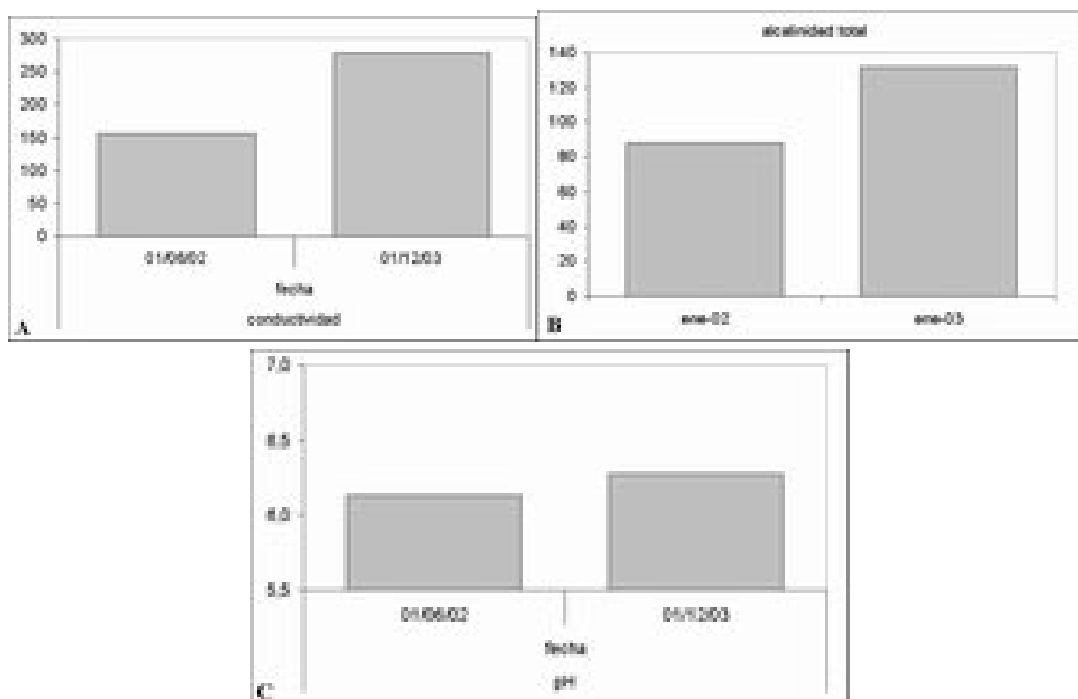 300
250
200
150
100
50
0
01/06/02
01/12/03
fecha
conductividad
A
alcalinidad total
140
120
100
80
60
40
20
0
ene-02
ene-03
B
7,0
6,5
6,0
5,5
01/06/02
01/12/03
fecha
pH
C